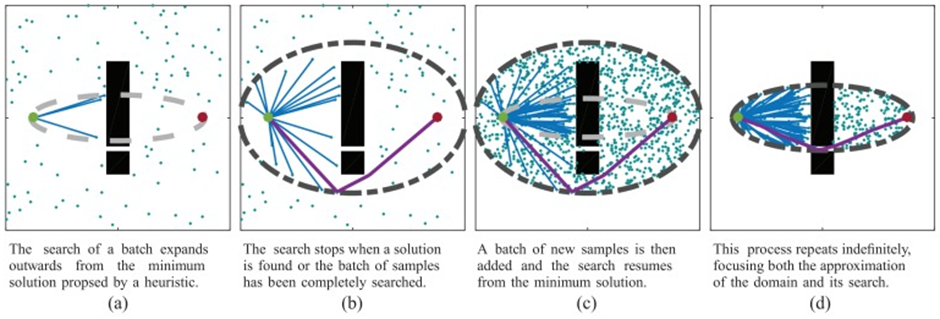 The search of a batch expands
outwards from the minimum
solution propsed by a heuristic.
(a)
The search stops when a solution
is found or the batch of samples
has been completely searched.
(b)
A batch of new samples is then
added and the search resumes
from the minimum solution.
(c)
This process repeats indefinitely,
focusing both the approximation
of the domain and its search.
(d)